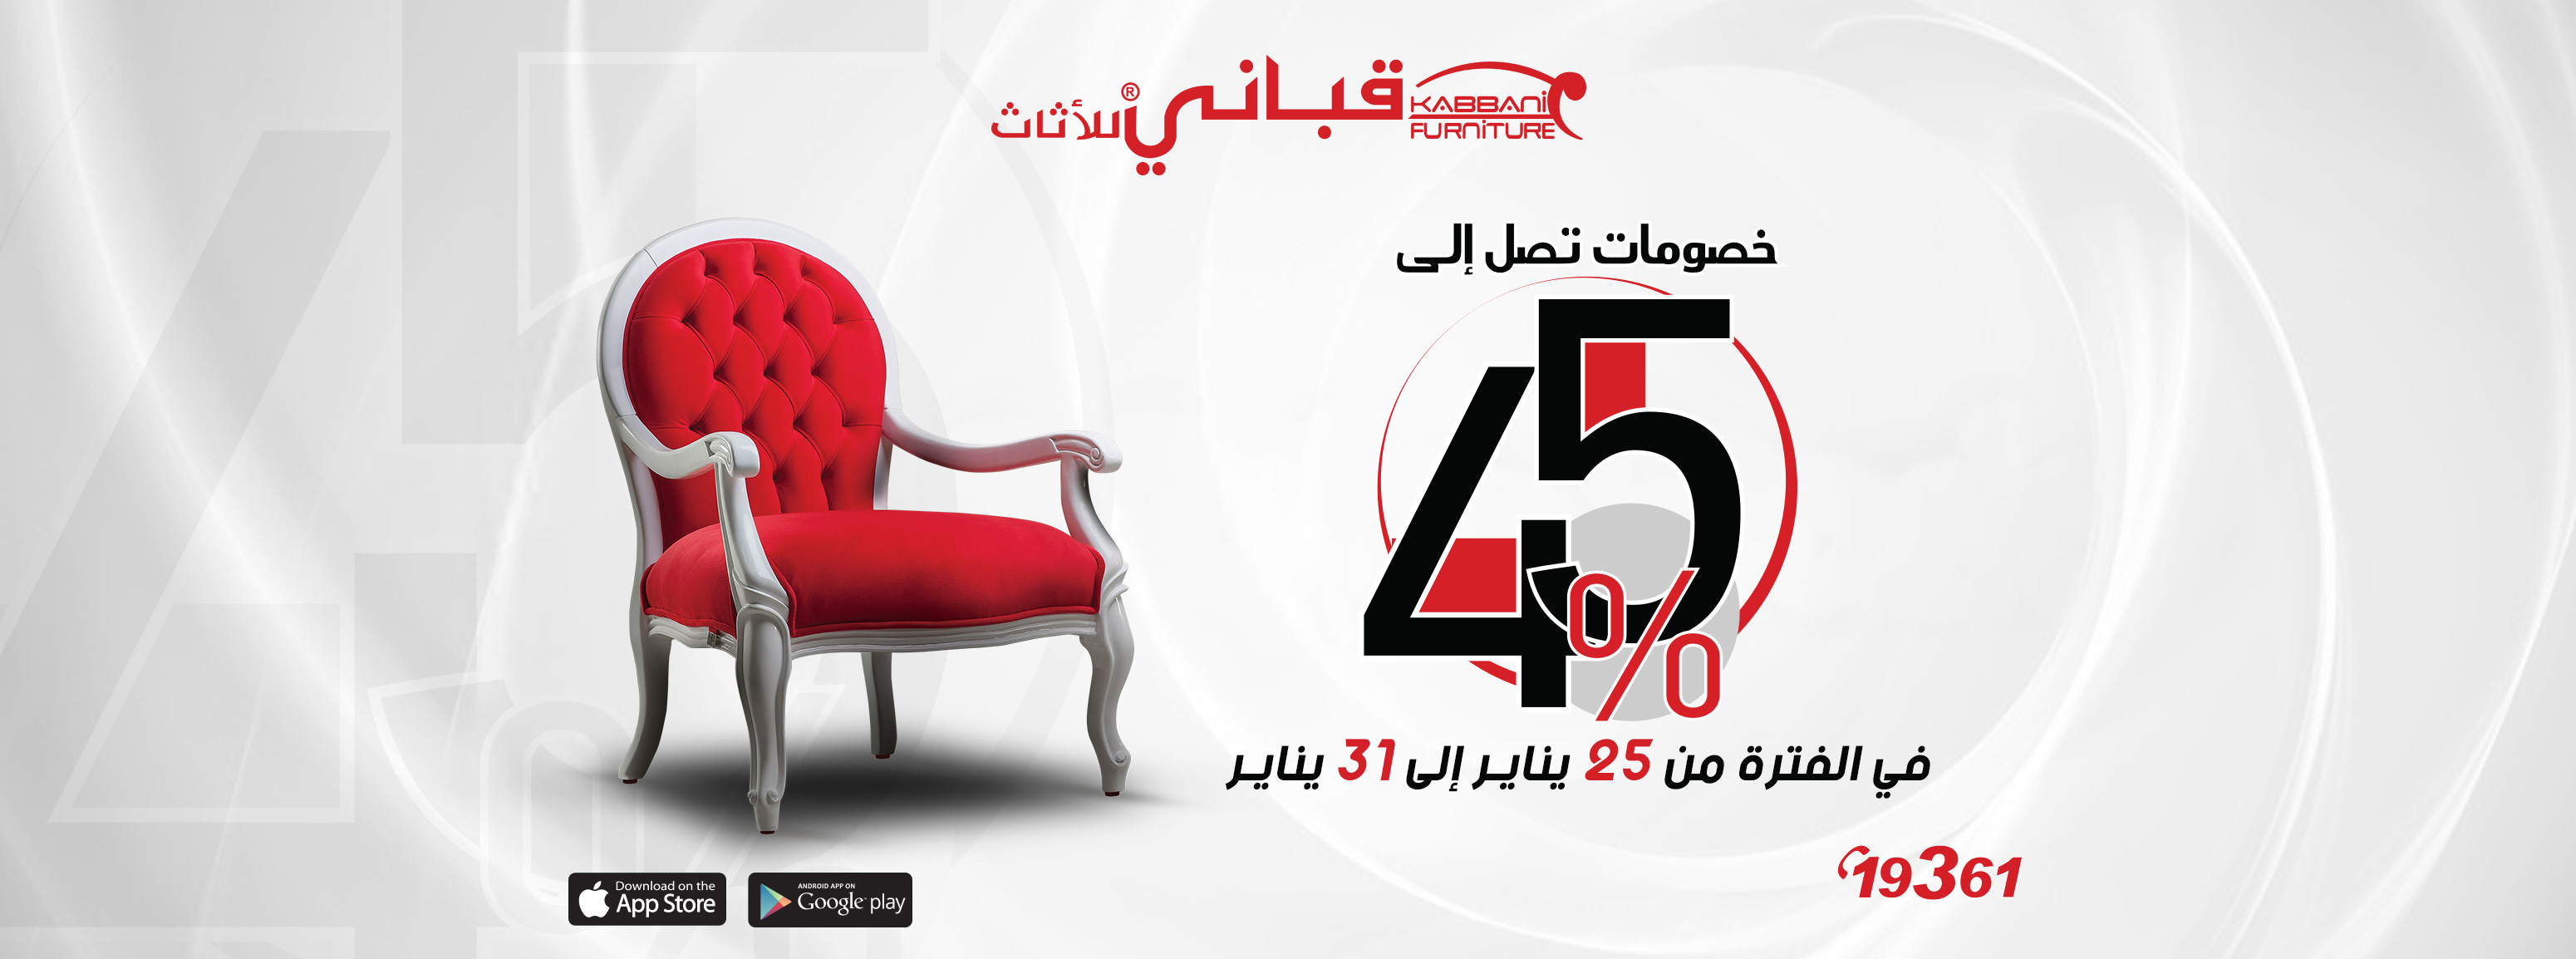 قباني للأثاث®
KABBANi
FURNiTURE
خصومات تصل إلى
45%
في الفترة من 25 يناير إلى 31 يناير
19361
Download on the
App Store
ANDROID APP ON
Google play